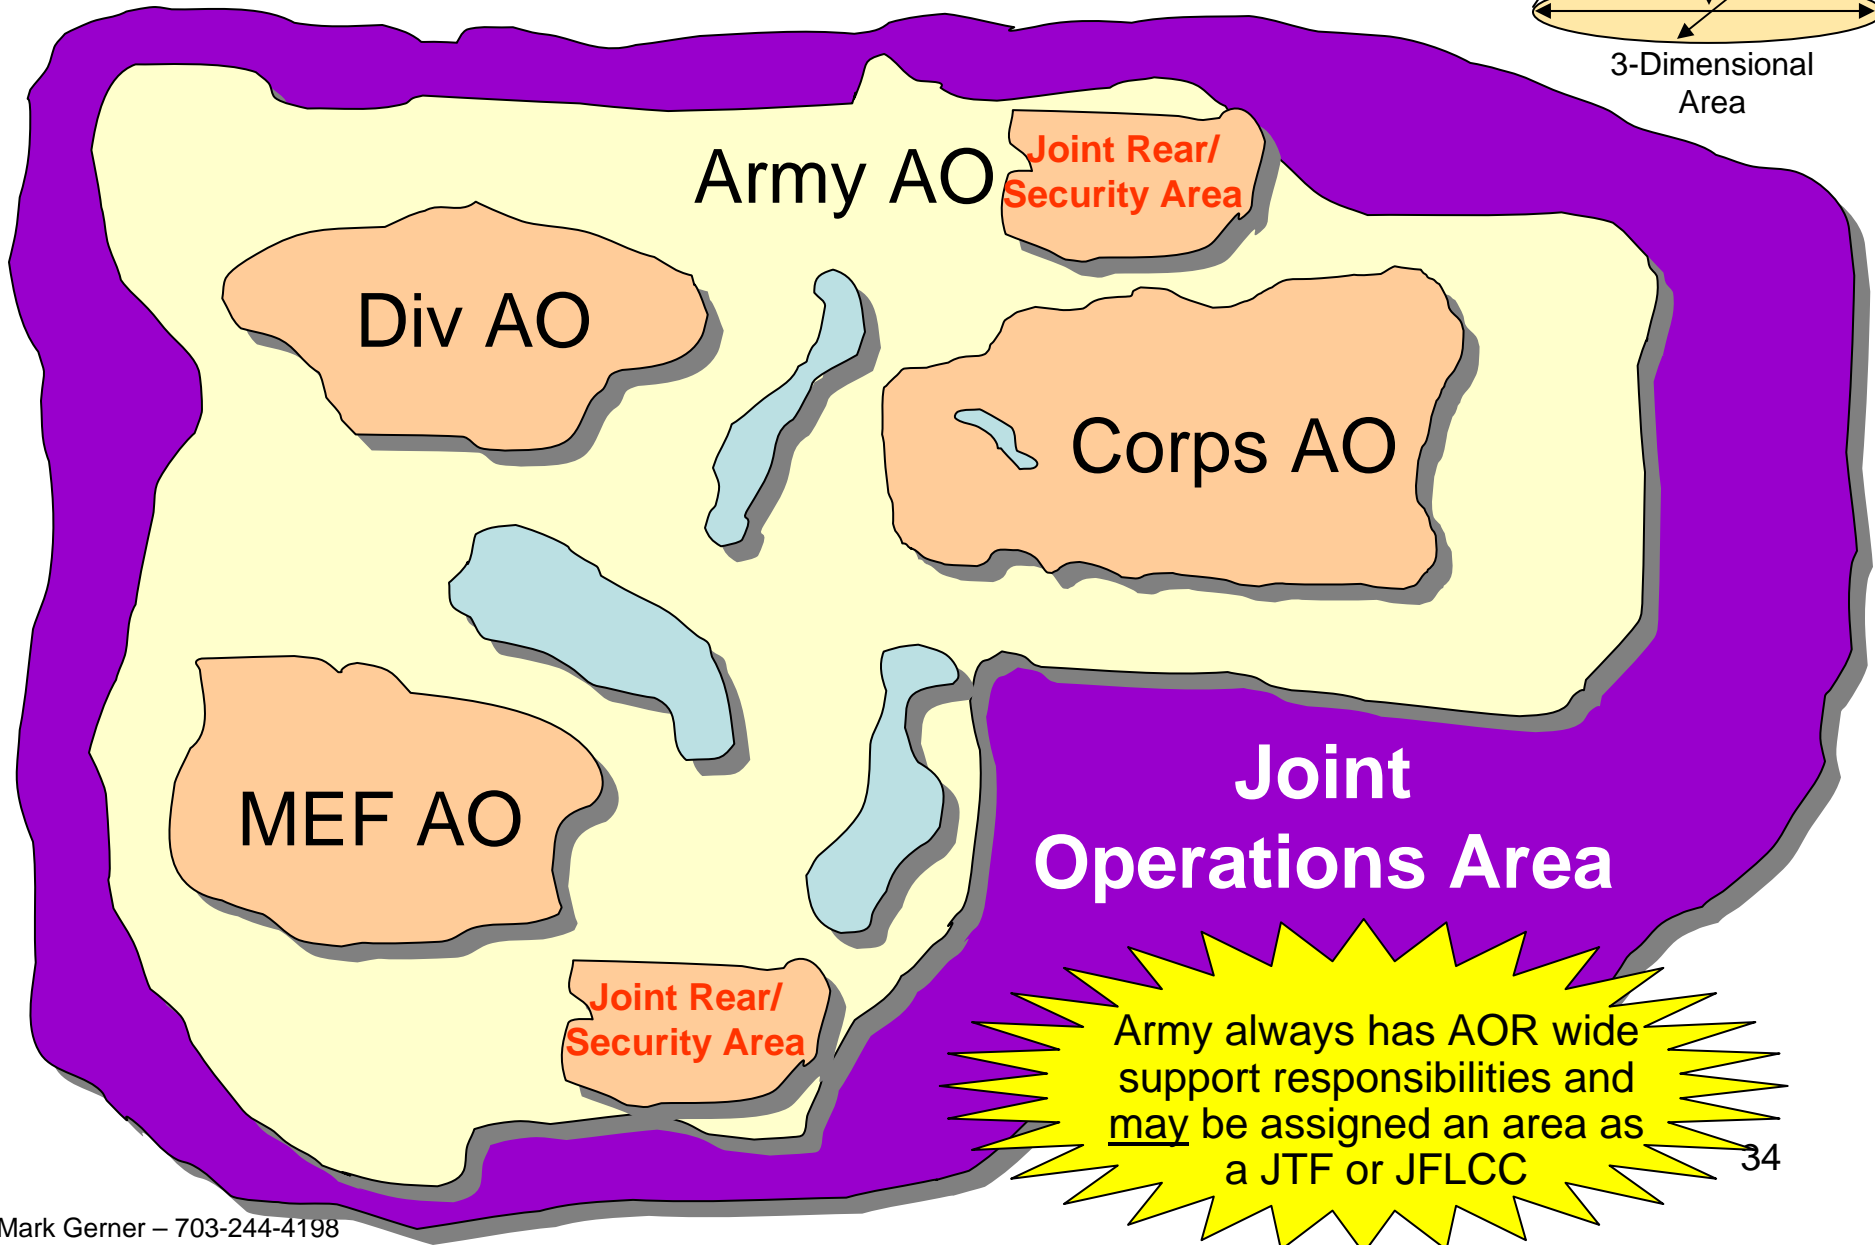 3-Dimensional
Area
Army AO
Joint Rear/
Security Area
Div AO
Corps AO
MEF AO
Joint
Operations Area
Joint Rear/
Security Area
Army always has AOR wide
support responsibilities and
may be assigned an area as
a JTF or JFLCC
34
Mark Gerner – 703-244-4198